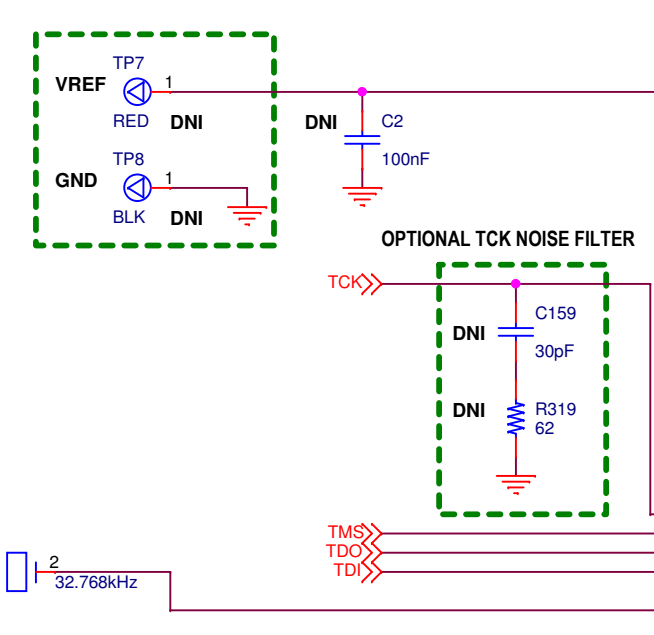 TP7
VREF
1
RED
DNI
DNI
C2
100nF
TP8
GND
1
BLK
DNI
OPTIONAL TCK NOISE FILTER
TCK
C159
DNI
30pF
DNI
R319
62
TMS
TDO
TDI
2
32.768kHz